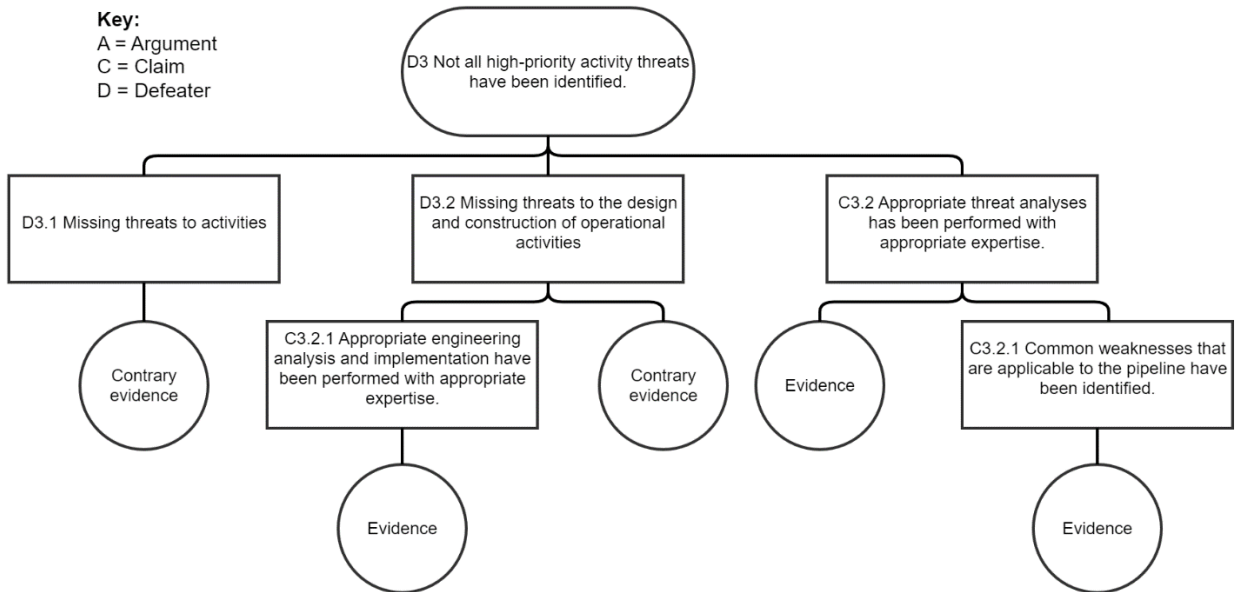 Key:
A = Argument
C = Claim
D = Defeater
D3 Not all high-priority activity threats
have been identified.
D3.1 Missing threats to activities
D3.2 Missing threats to the design
and construction of operational
activities
C3.2 Appropriate threat analyses
has been performed with
appropriate expertise.
Contrary
evidence
C3.2.1 Appropriate engineering
analysis and implementation have
been performed with appropriate
expertise.
Contrary
evidence
Evidence
C3.2.1 Common weaknesses that
are applicable to the pipeline have
been identified.
Evidence
Evidence